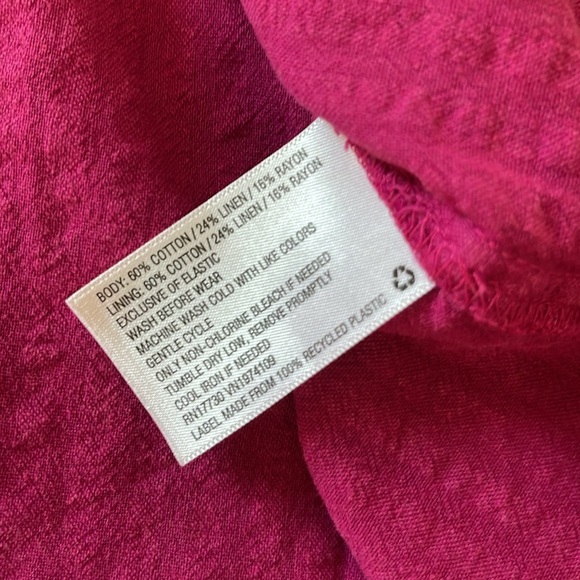 BODY: 60% COTTON / 24% LINEN / 16% RAYON
LINING: 60% COTTON / 24% LINEN / 16% RAYON
EXCLUSIVE OF ELASTIC
WASH BEFORE WEAR
MACHINE WASH COLD WITH LIKE COLORS
GENTLE CYCLE
ONLY NON-CHLORINE BLEACH IF NEEDED
TUMBLE DRY LOW, REMOVE PROMPTLY
COOL IRON IF NEEDED
RN17730 VN1974109
LABEL MADE FROM 100% RECYCLED PLASTIC